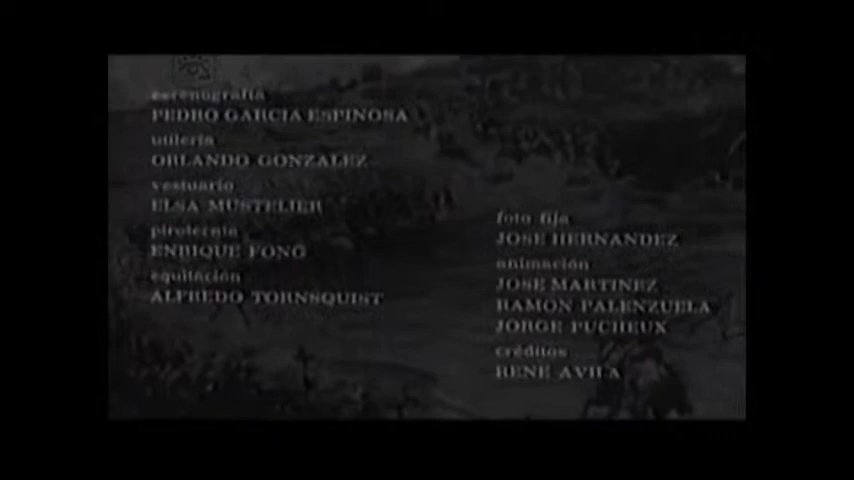 escenografía
PEDRO GARCIA ESPINOSA
utilería
ORLANDO GONZALEZ
vestuario
ELSA MUSTELIER
pirotecnia
ENRIQUE FONG
equitación
ALFREDO TORNSQUIST
foto fija
JOSE HERNANDEZ
animación
JOSE MARTINEZ
RAMON PALENZUELA
JORGE PUCHEUX
créditos
RENE AVILA